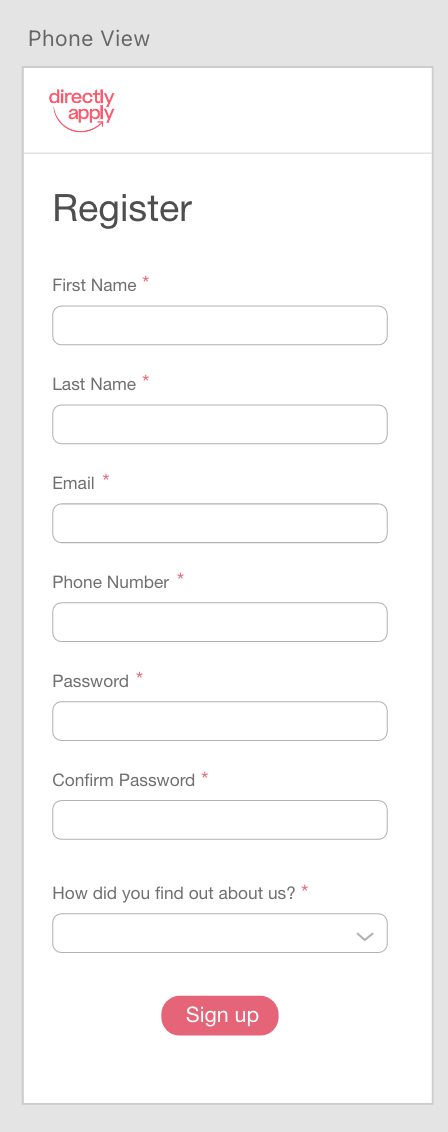 Phone View
directly
apply
Register
First Name *
Last Name *
Email *
Phone Number *
Password *
Confirm Password *
How did you find out about us? *
Sign up